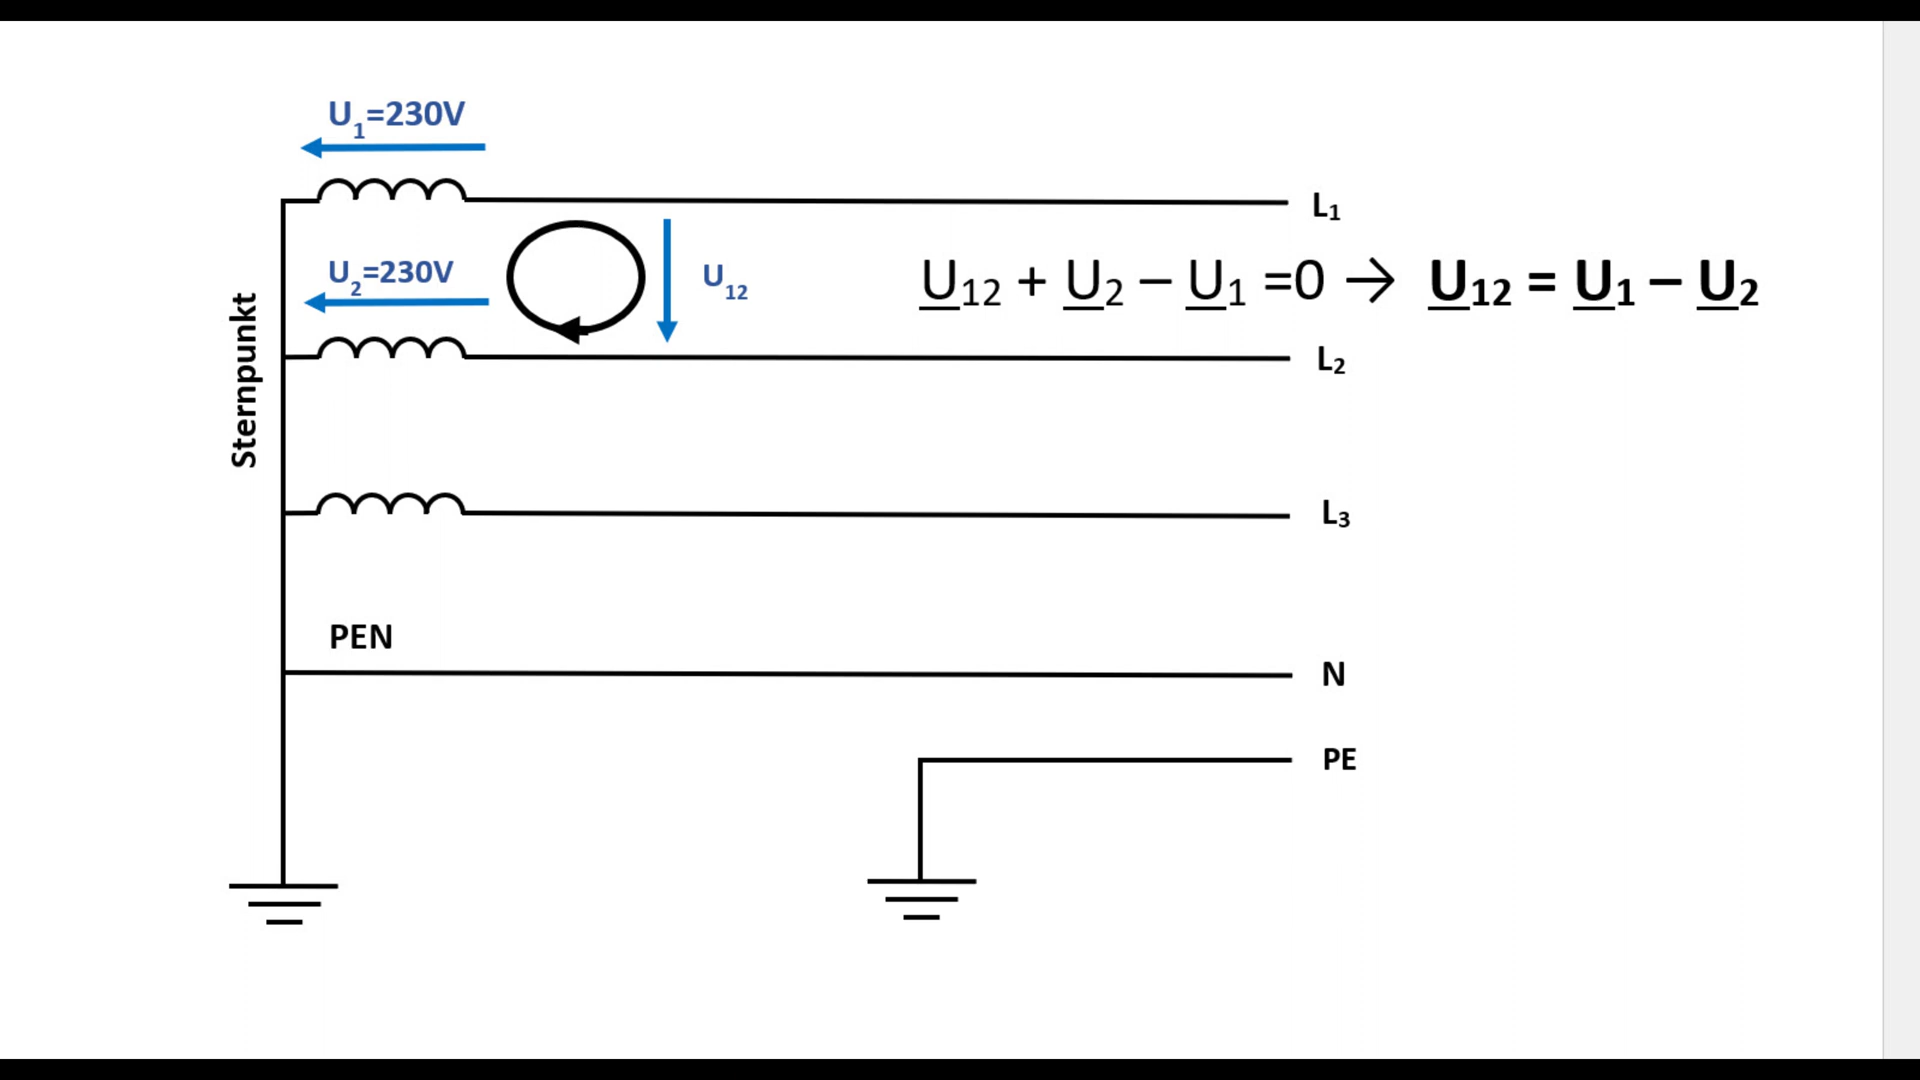 U₁=230V
L₁
U₂=230V
U₁₂
U₁₂ + U₂ – U₁ =0 → U₁₂ = U₁ – U₂
Sternpunkt
L₂
L₃
PEN
N
PE